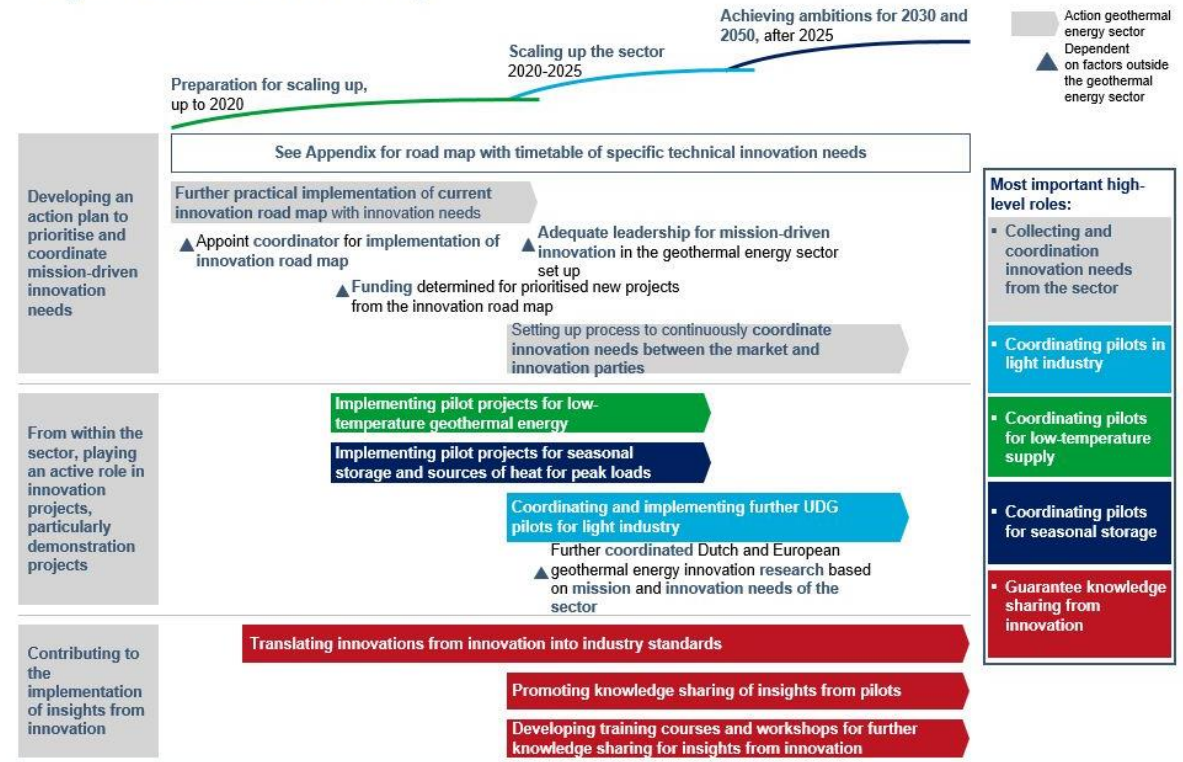 Achieving ambitions for 2030 and
2050, after 2025
Scaling up the sector
2020-2025
Preparation for scaling up,
up to 2020
Action geothermal
energy sector
Dependent
on factors outside
the geothermal
energy sector
See Appendix for road map with timetable of specific technical innovation needs
Developing an
action plan to
prioritise and
coordinate
mission-driven
innovation
needs
Further practical implementation of current
innovation road map with innovation needs
Appoint coordinator for implementation of
innovation road map
Adequate leadership for mission-driven
innovation in the geothermal energy sector
set up
Funding determined for prioritised new projects
from the innovation road map
Setting up process to continuously coordinate
innovation needs between the market and
innovation parties
From within the
sector, playing
an active role in
innovation
projects,
particularly
demonstration
projects
Implementing pilot projects for low-
temperature geothermal energy
Implementing pilot projects for seasonal
storage and sources of heat for peak loads
Coordinating and implementing further UDG
pilots for light industry
Further coordinated Dutch and European
geothermal energy innovation research based
on mission and innovation needs of the
sector
Contributing to
the
implementation
of insights from
innovation
Translating innovations from innovation into industry standards
Promoting knowledge sharing of insights from pilots
Developing training courses and workshops for further
knowledge sharing for insights from innovation
Most important high-
level roles:
▪ Collecting and
coordination
innovation needs
from the sector
▪ Coordinating pilots in
light industry
▪ Coordinating pilots
for low-temperature
supply
▪ Coordinating pilots
for seasonal storage
▪ Guarantee knowledge
sharing from
innovation